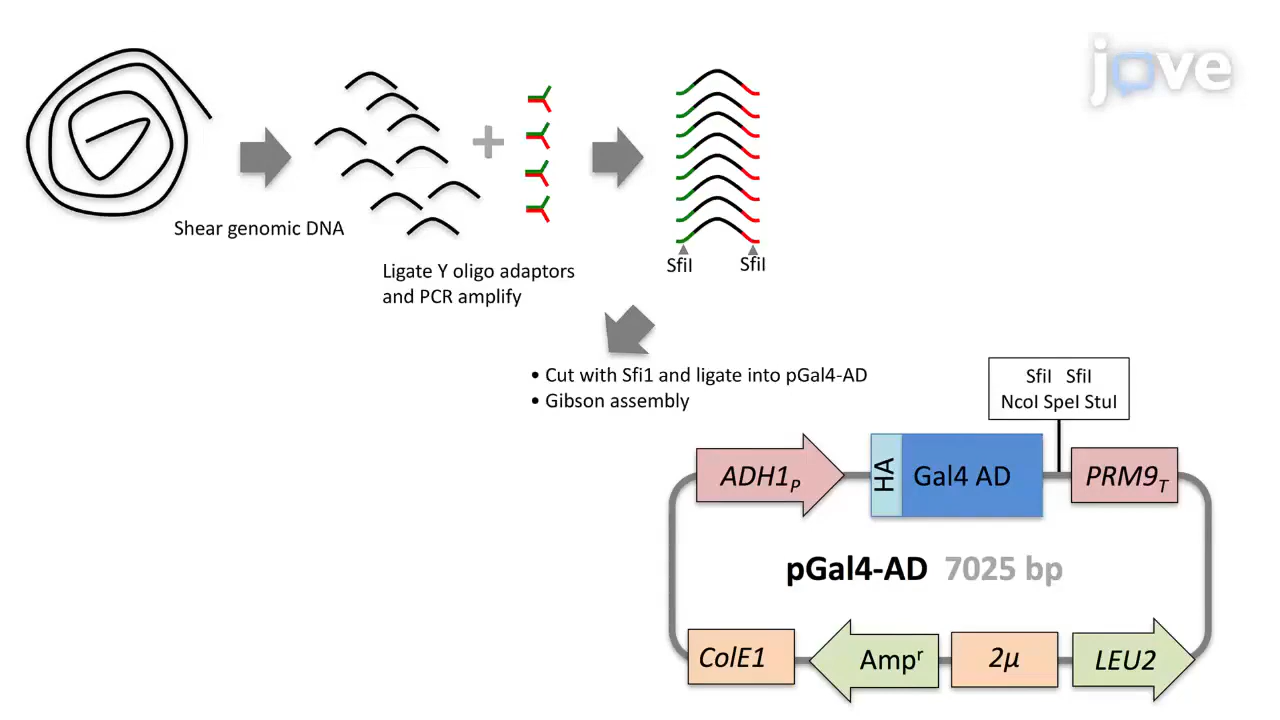 jove
Shear genomic DNA
Ligate Y oligo adaptors
and PCR amplify
SfiI
SfiI
• Cut with Sfi1 and ligate into pGal4-AD
• Gibson assembly
SfiI SfiI
NcoI SpeI StuI
ADH1P
HA
Gal4 AD
PRM9T
pGal4-AD 7025 bp
ColE1
Ampr
2μ
LEU2